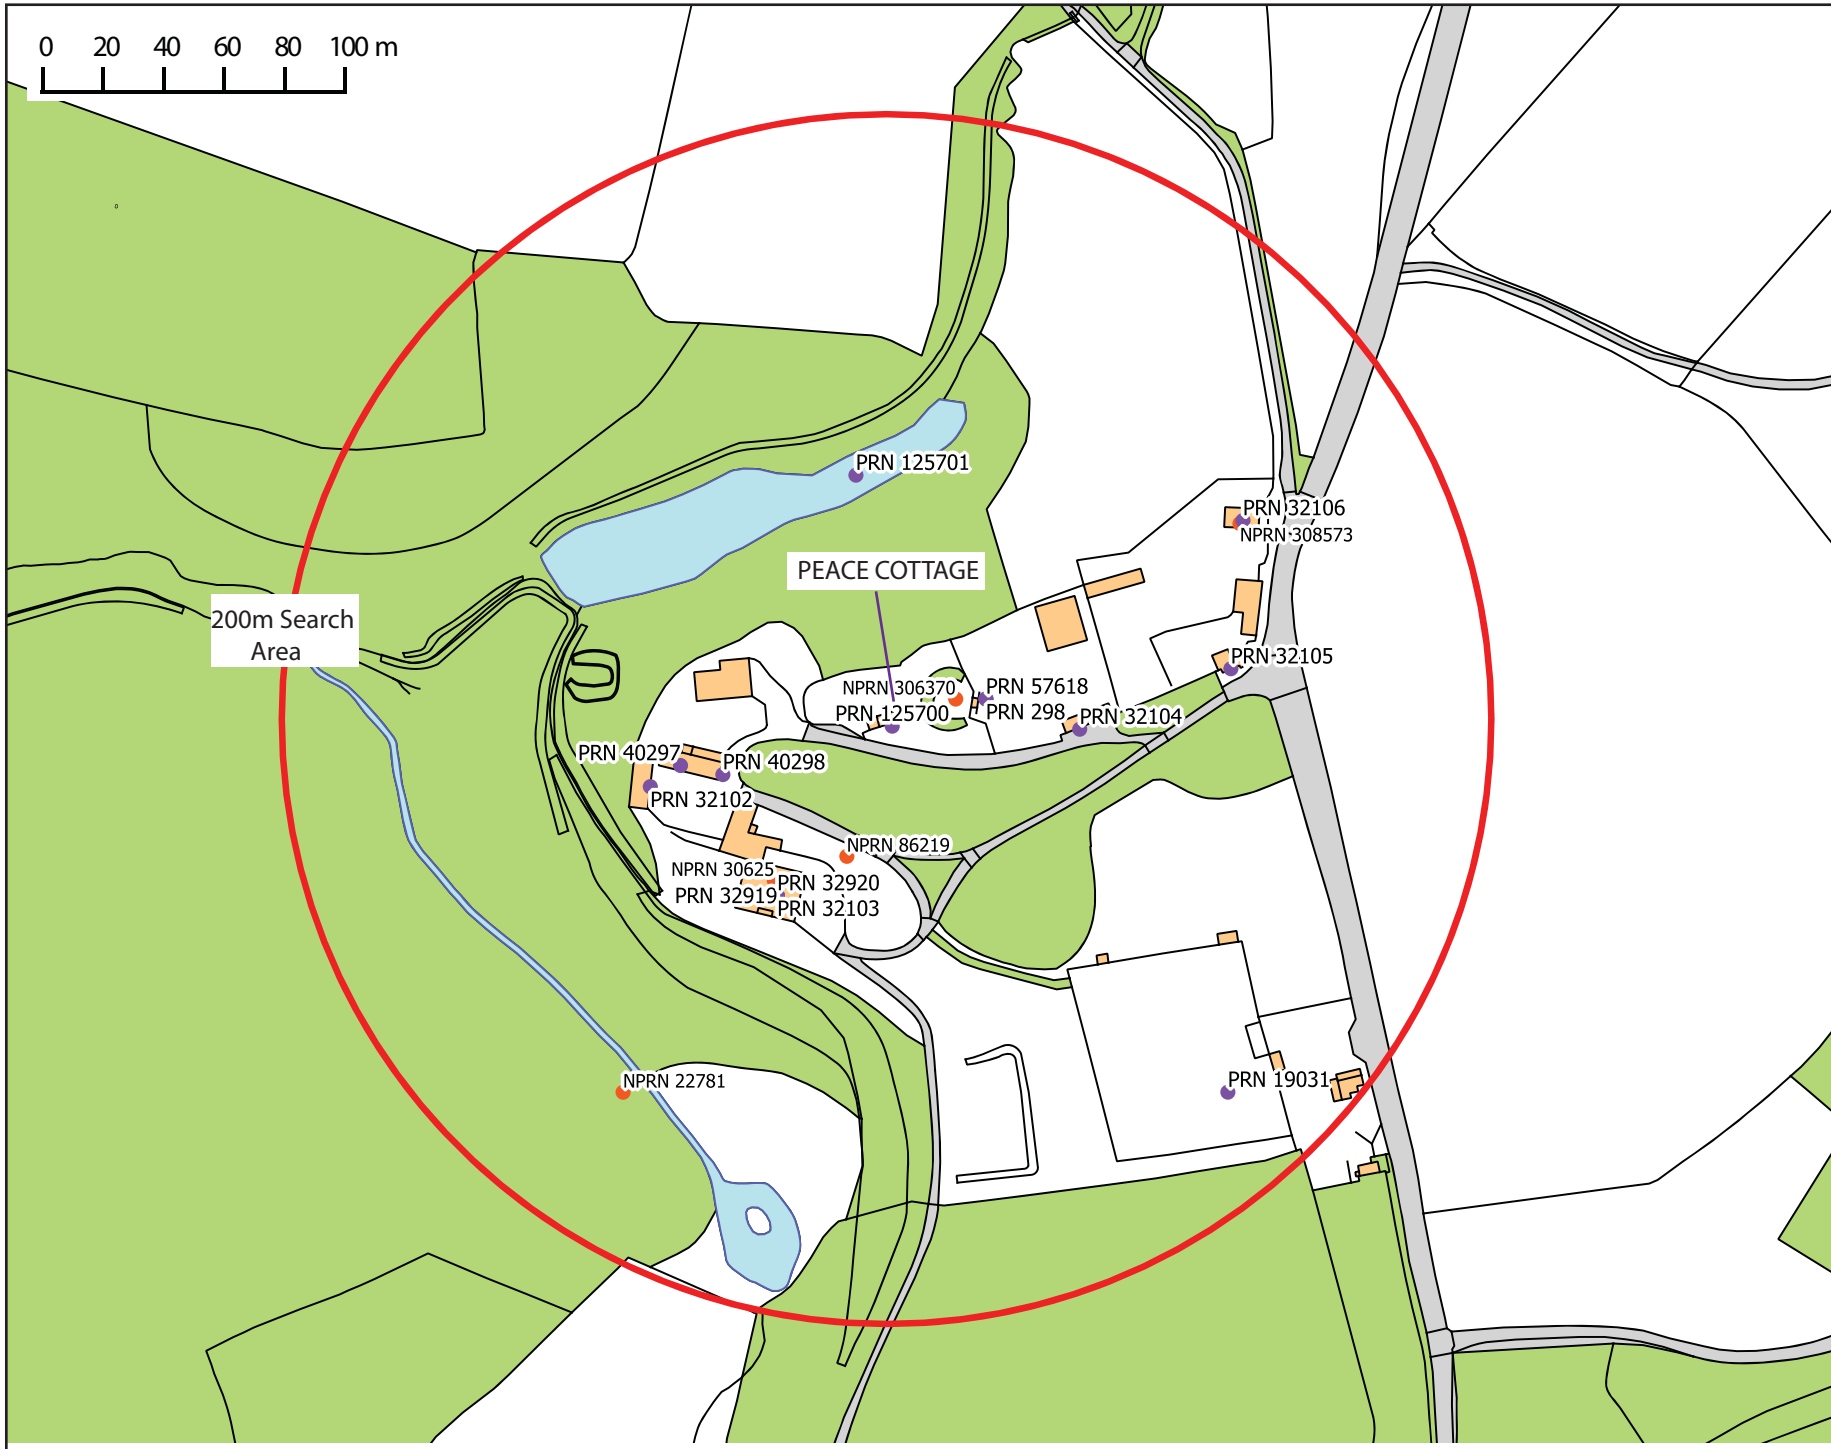 0 20 40 60 80 100 m
PRN 125701
PRN 32106
NPRN 308573
PEACE COTTAGE
200m Search
Area
PRN 32105
NPRN 306370
PRN 57618
PRN 125700
PRN 298
PRN 32104
PRN 40297
PRN 40298
PRN 32102
NPRN 86219
NPRN 30625
PRN 32920
PRN 32919
PRN 32103
NPRN 22781
PRN 19031